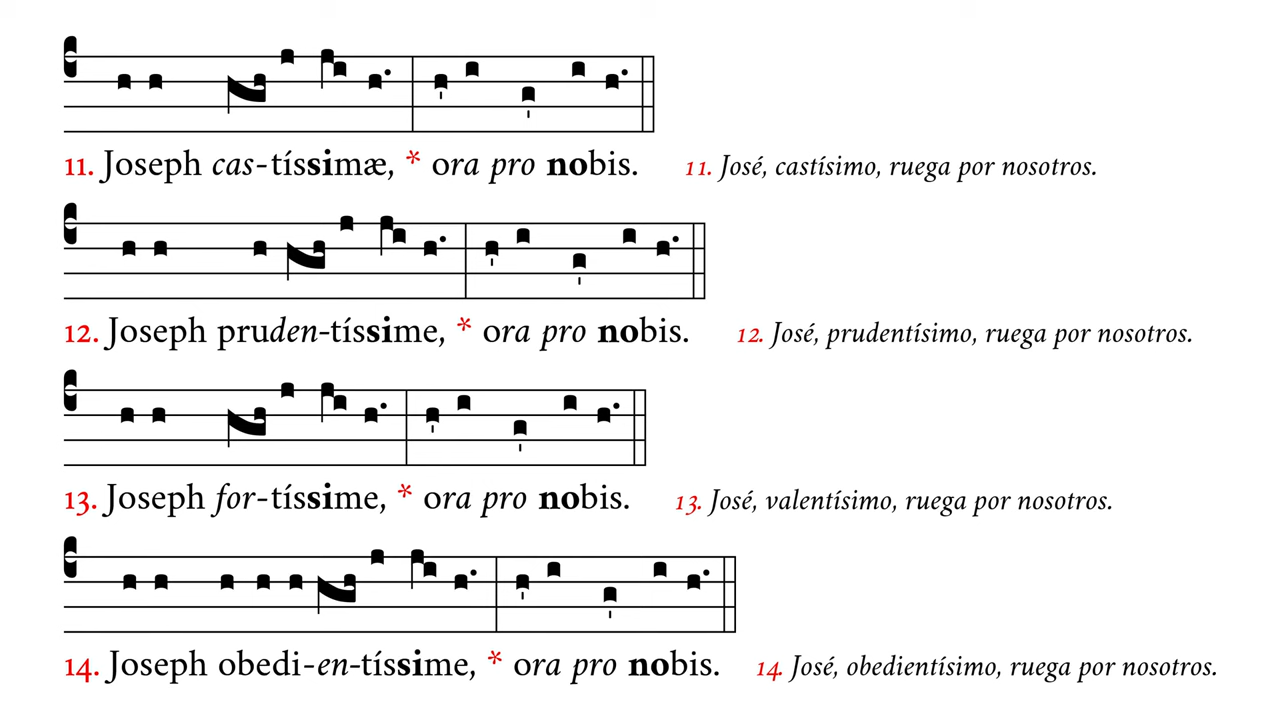 11. Joseph cas-tíssimæ, * ora pro nobis. 11. José, castísimo, ruega por nosotros.
12. Joseph pruden-tíssime, * ora pro nobis. 12. José, prudentísimo, ruega por nosotros.
13. Joseph for-tíssime, * ora pro nobis. 13. José, valentísimo, ruega por nosotros.
14. Joseph obedi-en-tíssime, * ora pro nobis. 14. José, obedientísimo, ruega por nosotros.